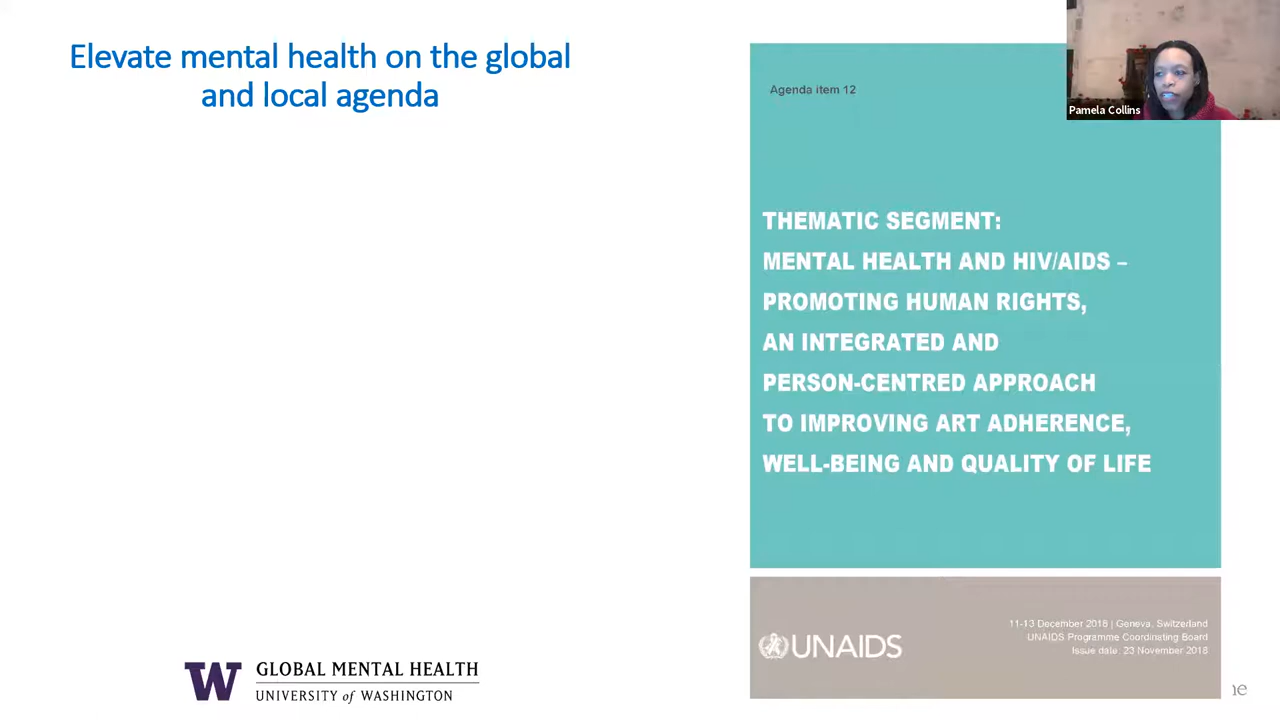 Elevate mental health on the global
and local agenda
Agenda item 12
Pamela Collins
THEMATIC SEGMENT:
MENTAL HEALTH AND HIV/AIDS –
PROMOTING HUMAN RIGHTS,
AN INTEGRATED AND
PERSON-CENTRED APPROACH
TO IMPROVING ART ADHERENCE,
WELL-BEING AND QUALITY OF LIFE
11-13 December 2018 | Geneva, Switzerland
UNAIDS Programme Coordinating Board
Issue date: 23 November 2018
UNAIDS
W GLOBAL MENTAL HEALTH
UNIVERSITY of WASHINGTON